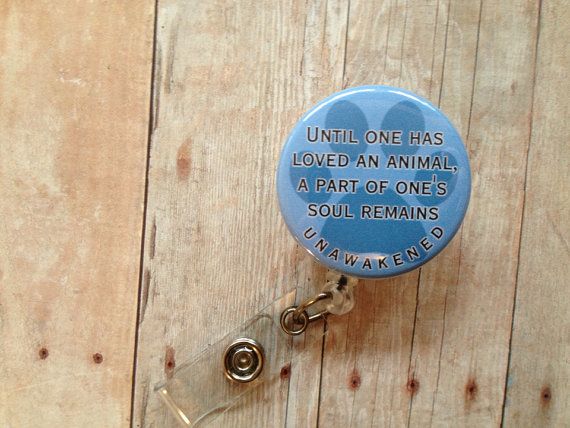 UNTIL ONE HAS
LOVED AN ANIMAL,
A PART OF ONE'S
SOUL REMAINS
UNAWAKENED